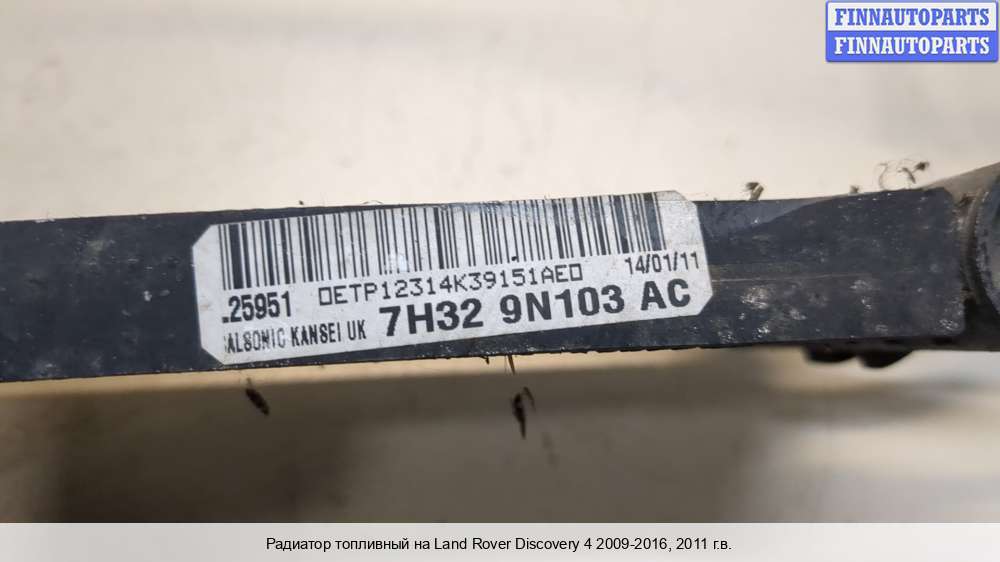 FINNAUTOPARTS
FINNAUTOPARTS
.25951
0ETP12314K39151AE0
14/01/11
ALSONIC KANSEI UK
7H32 9N103 AC
Радиатор топливный на Land Rover Discovery 4 2009-2016, 2011 г.в.